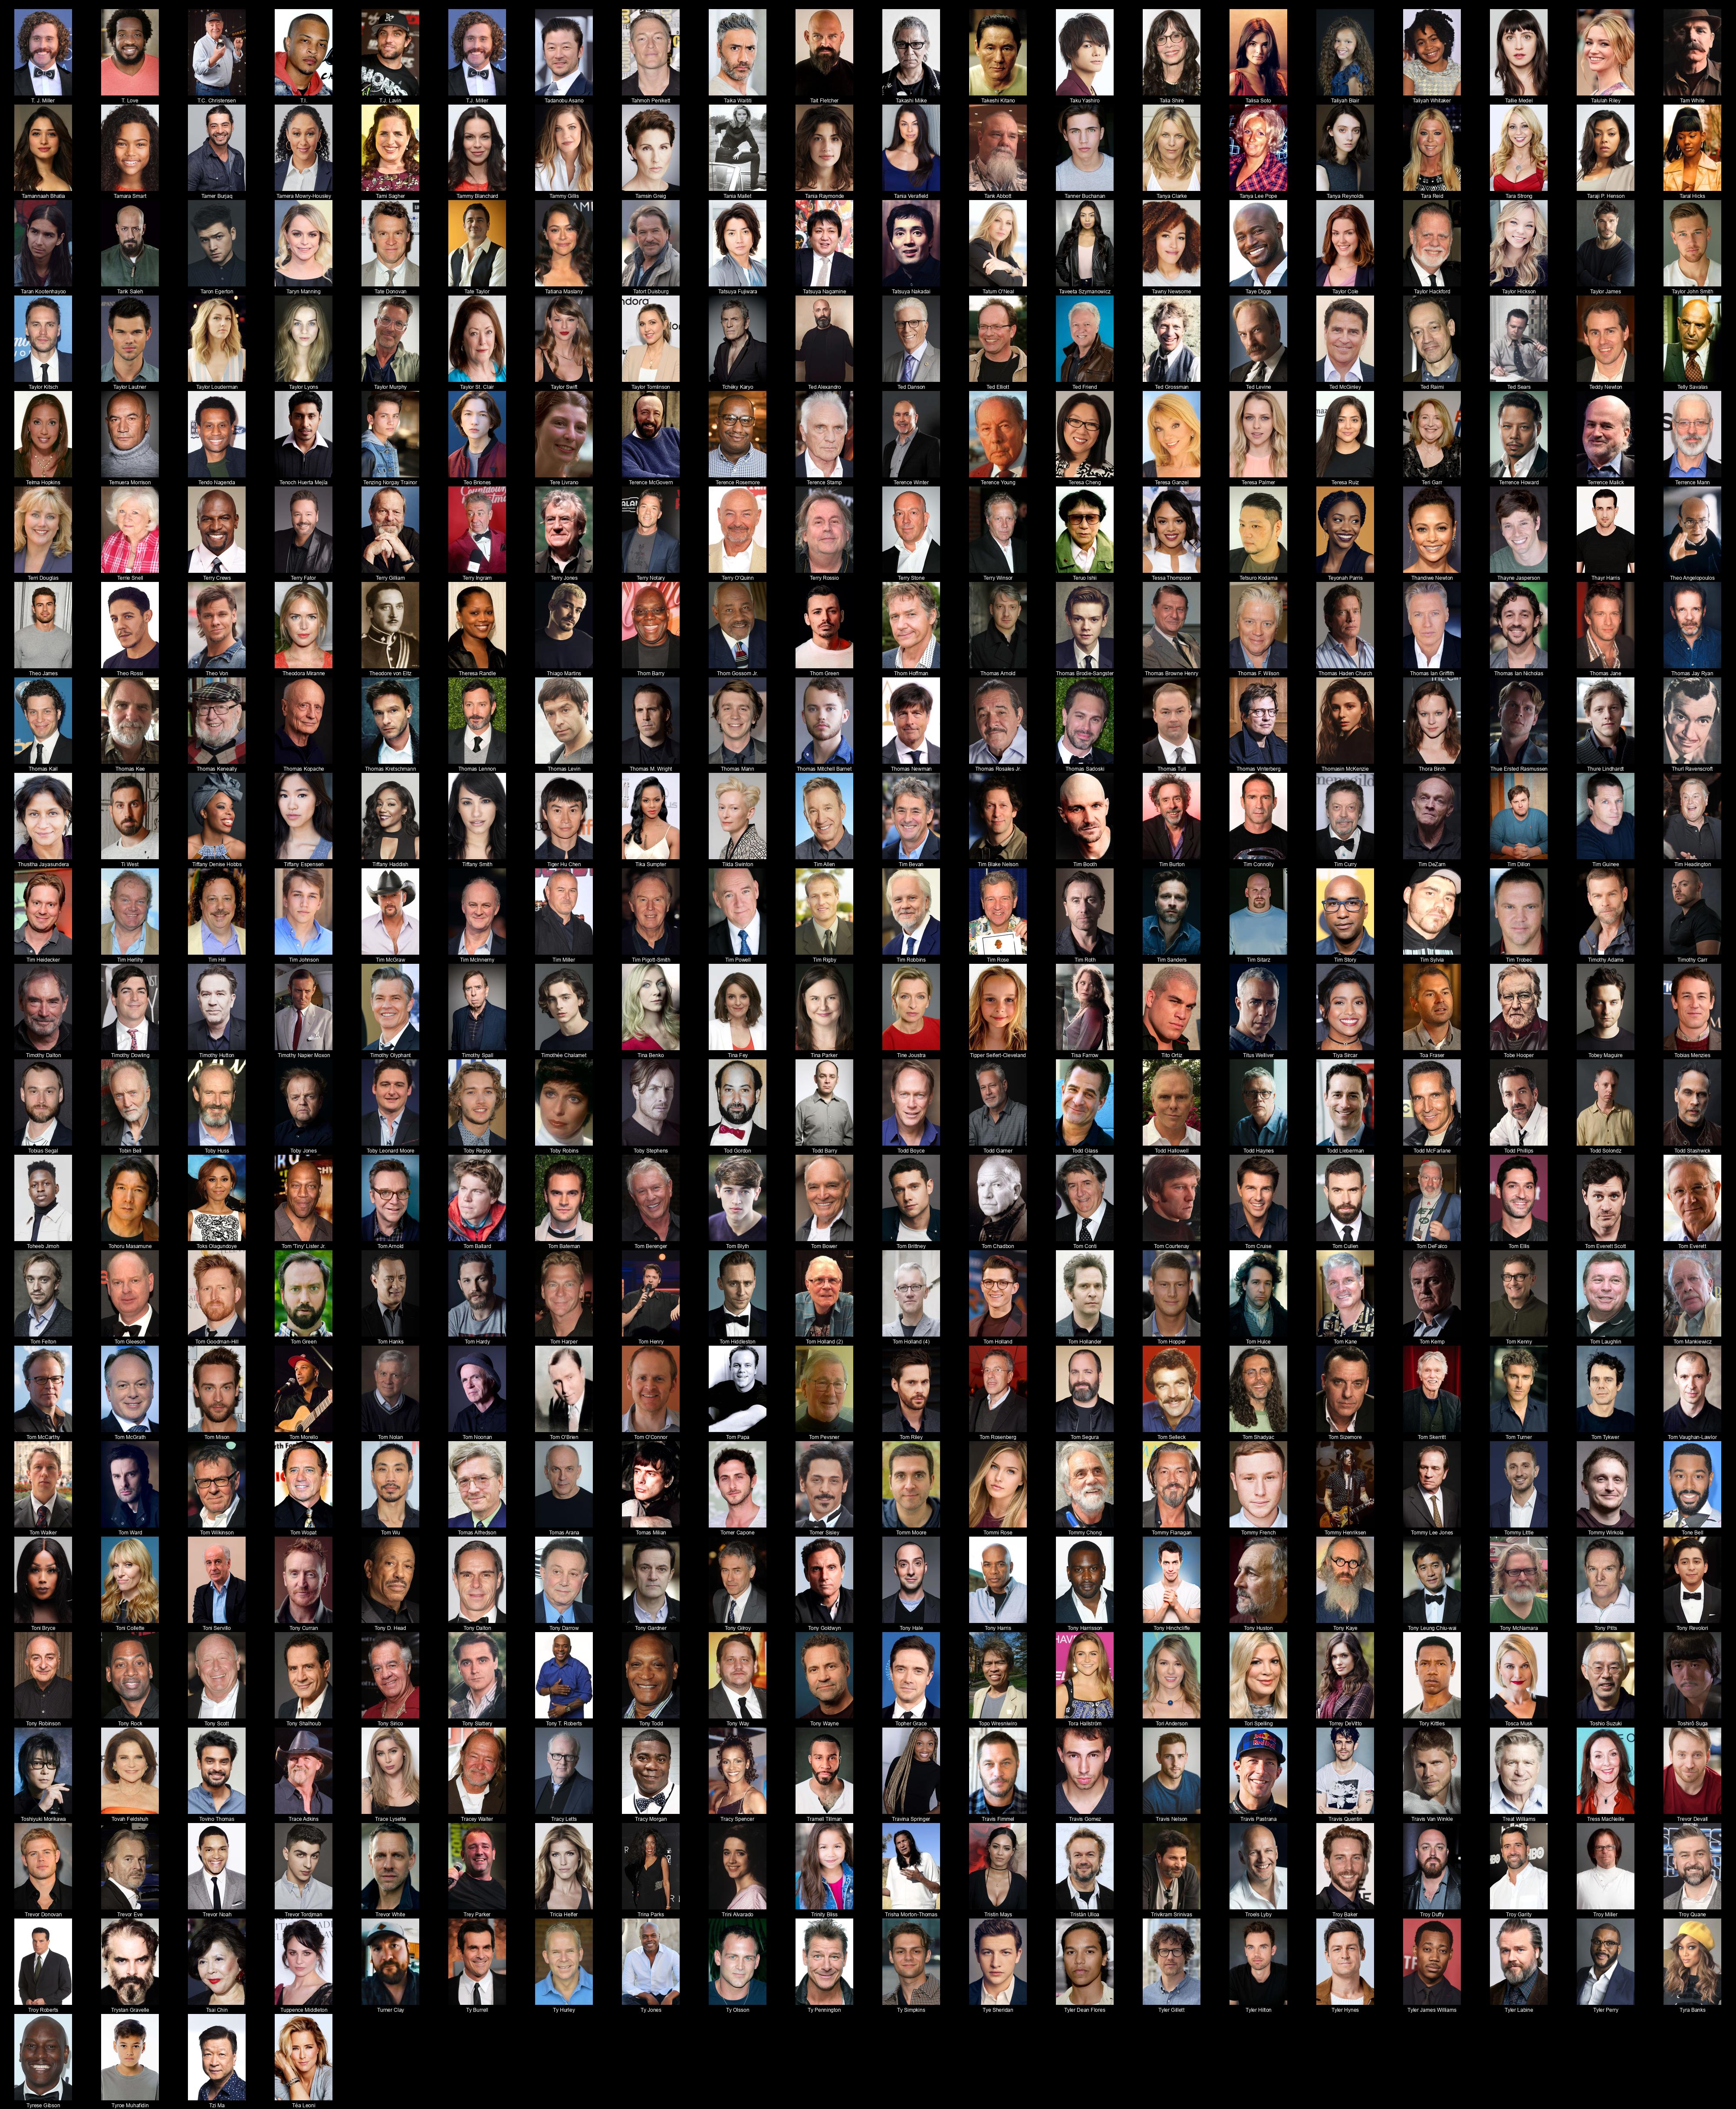 T. J. Miller T. Love T.C. Christensen T.I. T.J. Lavin T.J. Miller Tadanobu Asano Tahmoh Penikett Taika Waititi Tait Fletcher Takashi Miike Takeshi Kitano Taku Yashiro Talia Shire Talisa Soto Taliyah Blair Taliyah Whitaker Tallie Medel Talulah Riley Tam White
Tamannaah Bhatia Tamara Smart Tamer Burjaq Tamera Mowry-Housley Tami Sagher Tammy Blanchard Tammy Gillis Tamsin Greig Tania Mallet Tania Raymonde Tania Verafield Tank Abbott Tanner Buchanan Tanya Clarke Tanya Lee Pope Tanya Reynolds Tara Reid Tara Strong Taraji P. Henson Taral Hicks
Taran Kootenhayoo Tarik Saleh Taron Egerton Taryn Manning Tate Donovan Tate Taylor Tatiana Maslany Tatort Duisburg Tatsuya Fujiwara Tatsuya Nagamine Tatsuya Nakadai Tatum O'Neal Taveeta Szymanowicz Tawny Newsome Taye Diggs Taylor Cole Taylor Hackford Taylor Hickson Taylor James Taylor John Smith
Taylor Kitsch Taylor Lautner Taylor Louderman Taylor Lyons Taylor Murphy Taylor St. Clair Taylor Swift Taylor Tomlinson Tchéky Karyo Ted Alexandro Ted Danson Ted Elliott Ted Friend Ted Grossman Ted Levine Ted McGinley Ted Raimi Ted Sears Teddy Newton Telly Savalas
Telma Hopkins Temuera Morrison Tendo Nagenda Tenoch Huerta Mejía Tenzing Norgay Trainor Teo Briones Tere Livrano Terence McGovern Terence Rosemore Terence Stamp Terence Winter Terence Young Teresa Cheng Teresa Ganzel Teresa Palmer Teresa Ruiz Teri Garr Terrence Howard Terrence Malick Terrence Mann
Terri Douglas Terrie Snell Terry Crews Terry Fator Terry Gilliam Terry Ingram Terry Jones Terry Notary Terry O'Quinn Terry Rossio Terry Stone Terry Winsor Teruo Ishii Tessa Thompson Tetsuro Kodama Teyonah Parris Thandiwe Newton Thayne Jasperson Thayr Harris Theo Angelopoulos
Theo James Theo Rossi Theo Von Theodora Miranne Theodore von Eltz Theresa Randle Thiago Martins Thom Barry Thom Gossom Jr. Thom Green Thom Hoffman Thomas Arnold Thomas Brodie-Sangster Thomas Browne Henry Thomas F. Wilson Thomas Haden Church Thomas Ian Griffith Thomas Ian Nicholas Thomas Jane Thomas Jay Ryan
Thomas Kail Thomas Kee Thomas Keneally Thomas Kopache Thomas Kretschmann Thomas Lennon Thomas Levin Thomas M. Wright Thomas Mann Thomas Mitchell Barnet Thomas Newman Thomas Rosales Jr. Thomas Sadoski Thomas Tull Thomas Vinterberg Thomasin McKenzie Thora Birch Thue Ersted Rasmussen Thure Lindhardt Thurl Ravenscroft
Thusitha Jayasundera Ti West Tiffany Denise Hobbs Tiffany Espensen Tiffany Haddish Tiffany Smith Tiger Hu Chen Tika Sumpter Tilda Swinton Tim Allen Tim Bevan Tim Blake Nelson Tim Booth Tim Burton Tim Connolly Tim Curry Tim DeZarn Tim Dillon Tim Guinee Tim Headington
Tim Heidecker Tim Herlihy Tim Hill Tim Johnson Tim McGraw Tim McInnerny Tim Miller Tim Pigott-Smith Tim Powell Tim Rigby Tim Robbins Tim Rose Tim Roth Tim Sanders Tim Sitarz Tim Story Tim Sylvia Tim Trobec Timothy Adams Timothy Carr
Timothy Dalton Timothy Dowling Timothy Hutton Timothy Napier Moxon Timothy Olyphant Timothy Spall Timothée Chalamet Tina Benko Tina Fey Tina Parker Tine Joustra Tipper Seifert-Cleveland Tisa Farrow Tito Ortiz Titus Welliver Tiya Sircar Toa Fraser Tobe Hooper Tobey Maguire Tobias Menzies
Tobias Segal Tobin Bell Toby Huss Toby Jones Toby Leonard Moore Toby Regbo Toby Robins Toby Stephens Tod Gordon Todd Barry Todd Boyce Todd Garner Todd Glass Todd Hallowell Todd Haynes Todd Lieberman Todd McFarlane Todd Phillips Todd Solondz Todd Stashwick
Toheeb Jimoh Tohoru Masamune Toks Olagundoye Tom 'Tiny' Lister Jr. Tom Arnold Tom Ballard Tom Bateman Tom Berenger Tom Blyth Tom Bower Tom Brittney Tom Chadbon Tom Conti Tom Courtenay Tom Cruise Tom Cullen Tom DeFalco Tom Ellis Tom Everett Scott Tom Everett
Tom Felton Tom Gleeson Tom Goodman-Hill Tom Green Tom Hanks Tom Hardy Tom Harper Tom Henry Tom Hiddleston Tom Holland (2) Tom Holland (4) Tom Holland Tom Hollander Tom Hopper Tom Hulce Tom Kane Tom Kemp Tom Kenny Tom Laughlin Tom Mankiewicz
Tom McCarthy Tom McGrath Tom Mison Tom Morello Tom Nolan Tom Noonan Tom O'Brien Tom O'Connor Tom Papa Tom Pevsner Tom Riley Tom Rosenberg Tom Segura Tom Selleck Tom Shadyac Tom Sizemore Tom Skerritt Tom Turner Tom Tykwer Tom Vaughan-Lawlor
Tom Walker Tom Ward Tom Wilkinson Tom Wopat Tom Wu Tomas Alfredson Tomas Arana Tomas Milian Tomer Capone Tomer Sisley Tomm Moore Tommi Rose Tommy Chong Tommy Flanagan Tommy French Tommy Henriksen Tommy Lee Jones Tommy Little Tommy Wirkola Tone Bell
Toni Bryce Toni Collette Toni Servillo Tony Curran Tony D. Head Tony Dalton Tony Darrow Tony Gardner Tony Gilroy Tony Goldwyn Tony Hale Tony Harris Tony Harrisson Tony Hinchcliffe Tony Huston Tony Kaye Tony Leung Chiu-wai Tony McNamara Tony Pitts Tony Revolori
Tony Robinson Tony Rock Tony Scott Tony Shalhoub Tony Sirico Tony Slattery Tony T. Roberts Tony Todd Tony Way Tony Wayne Topher Grace Topo Wresniwiro Tora Hallström Tori Anderson Tori Spelling Torrey DeVitto Tory Kittles Tosca Musk Toshio Suzuki Toshirô Suga
Toshiyuki Morikawa Tovah Feldshuh Tovino Thomas Trace Adkins Trace Lysette Tracey Walter Tracy Letts Tracy Morgan Tracy Spencer Tramell Tillman Travina Springer Travis Fimmel Travis Gomez Travis Nelson Travis Pastrana Travis Quentin Travis Van Winkle Treat Williams Tress MacNeille Trevor Devall
Trevor Donovan Trevor Eve Trevor Noah Trevor Tordjman Trevor White Trey Parker Tricia Helfer Trina Parks Trini Alvarado Trinity Bliss Trisha Morton-Thomas Tristin Mays Tristán Ulloa Trivikram Srinivas Troels Lyby Troy Baker Troy Duffy Troy Garity Troy Miller Troy Quane
Troy Roberts Trystan Gravelle Tsai Chin Tuppence Middleton Turner Clay Ty Burrell Ty Hurley Ty Jones Ty Olsson Ty Pennington Ty Simpkins Tye Sheridan Tyler Dean Flores Tyler Gillett Tyler Hilton Tyler Hynes Tyler James Williams Tyler Labine Tyler Perry Tyra Banks
Tyrese Gibson Tyroe Muhafidin Tzi Ma Téa Leoni